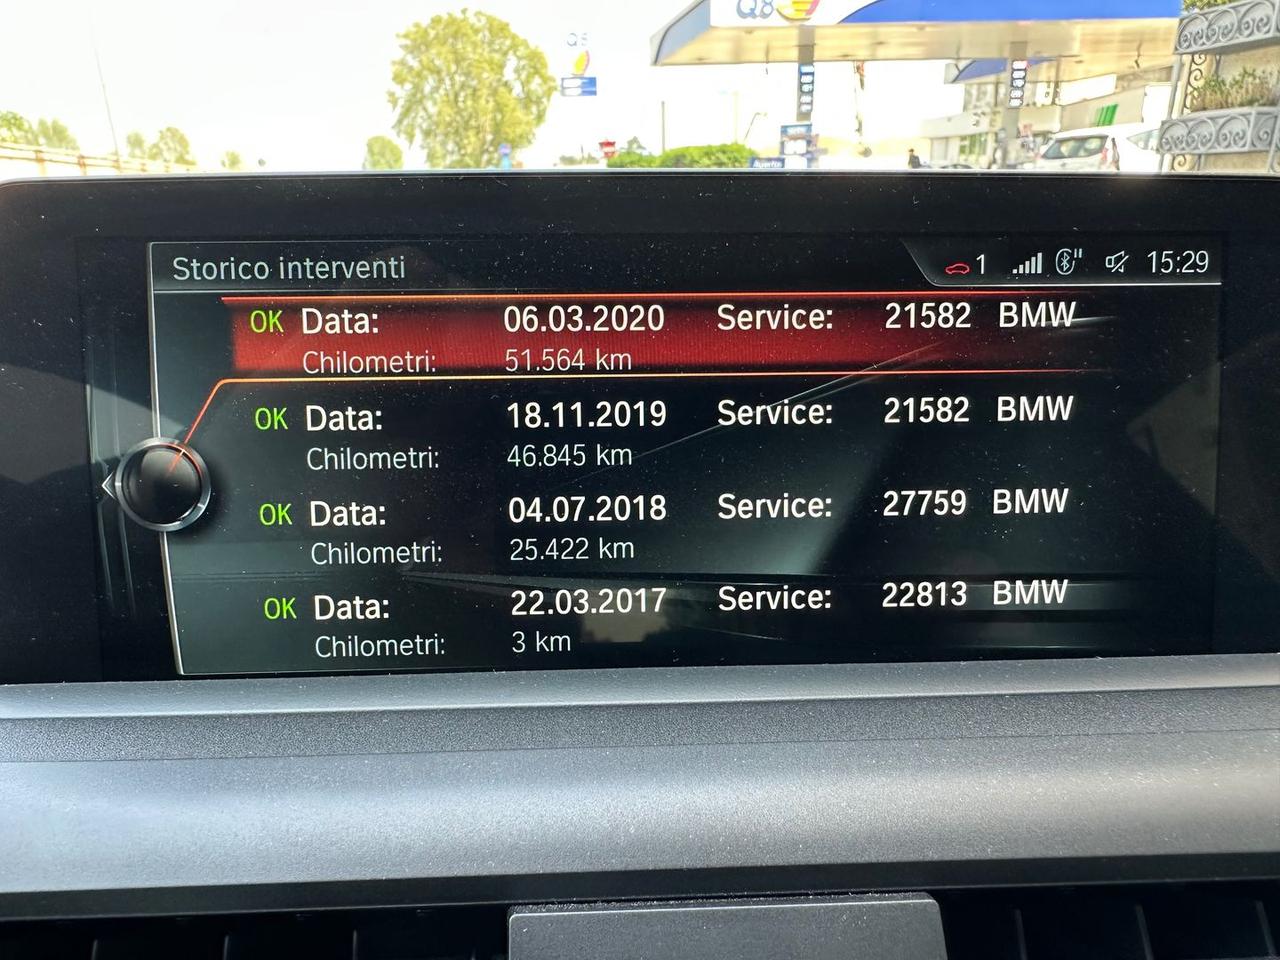 Q8
Q8
Storico interventi 1 15:29
OK Data: 06.03.2020 Service: 21582 BMW
Chilometri: 51.564 km
OK Data: 18.11.2019 Service: 21582 BMW
Chilometri: 46.845 km
OK Data: 04.07.2018 Service: 27759 BMW
Chilometri: 25.422 km
OK Data: 22.03.2017 Service: 22813 BMW
Chilometri: 3 km